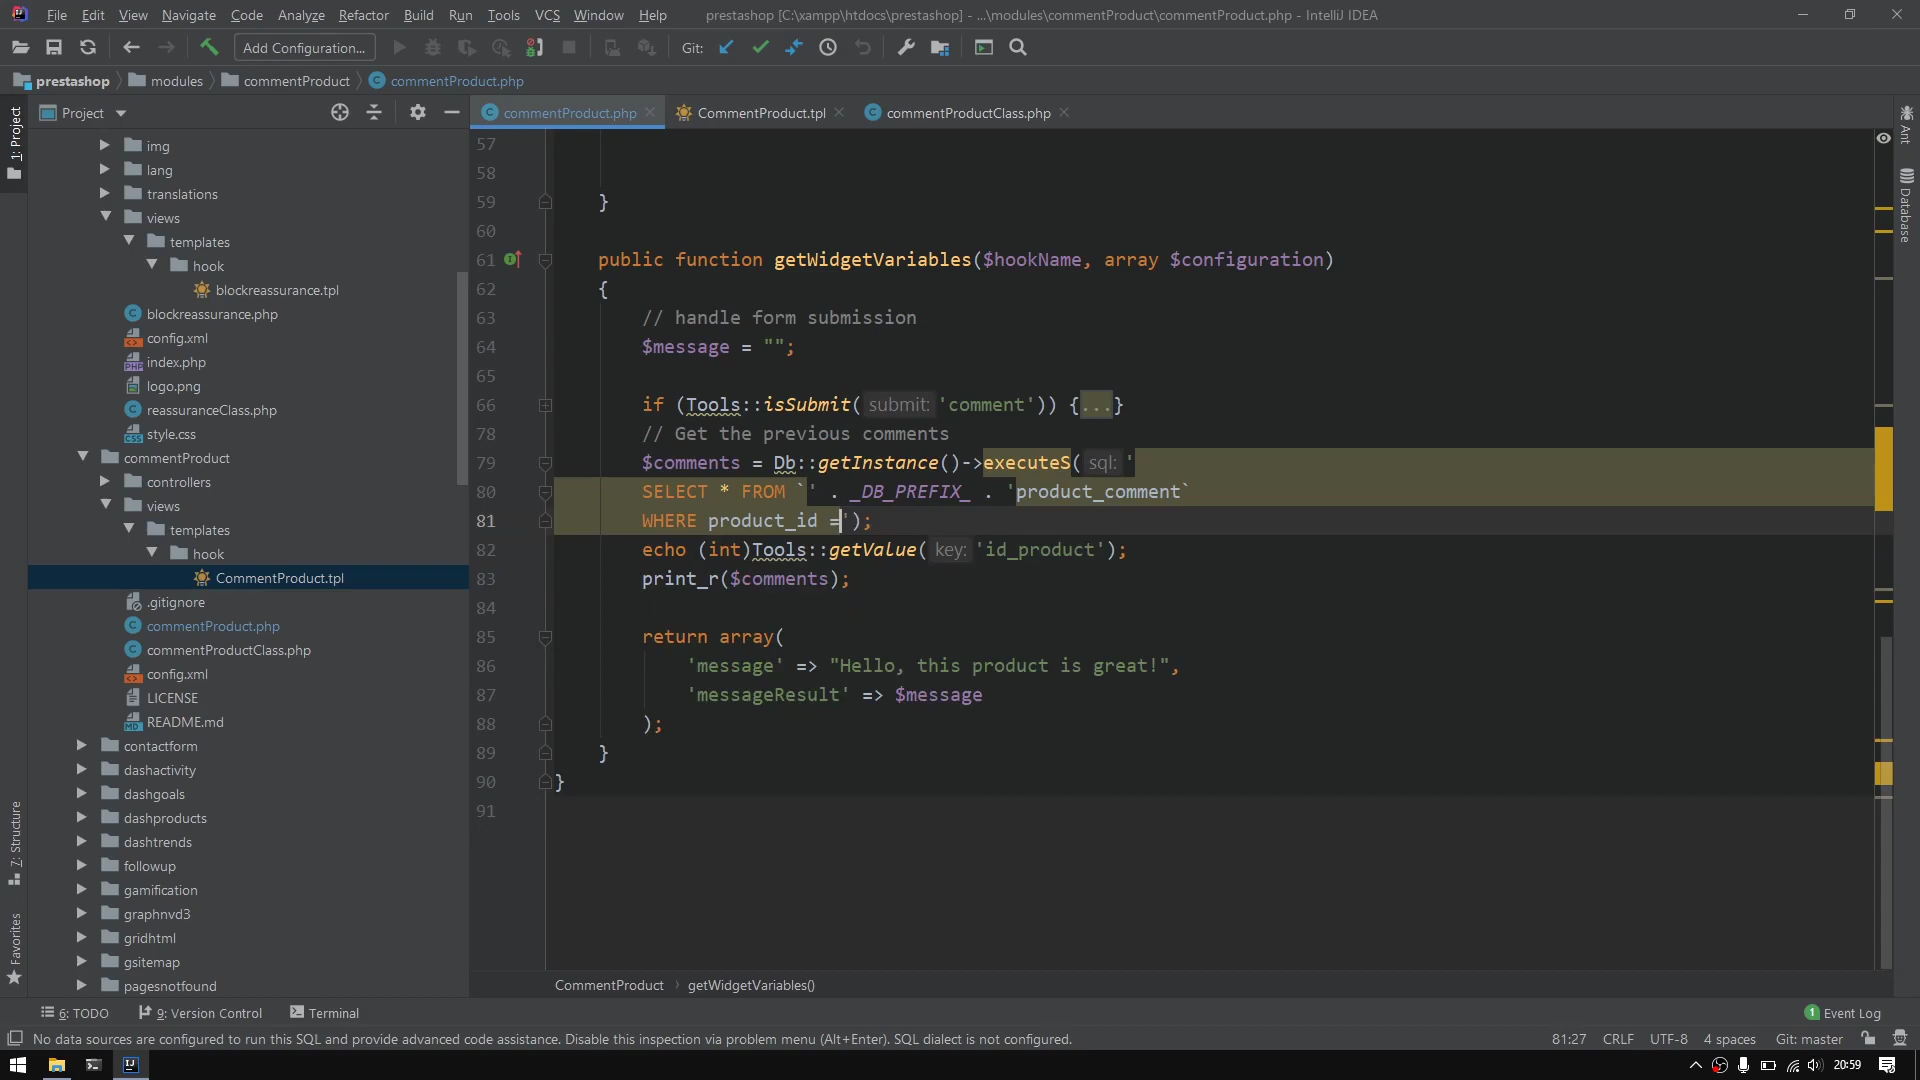 File Edit View Navigate Code Analyze Refactor Build Run Tools VCS Window Help prestashop [C:\xampp\htdocs\prestashop] - ...\modules\commentProduct\commentProduct.php - IntelliJ IDEA
Add Configuration... Git:
prestashop modules commentProduct commentProduct.php
Project
commentProduct.php CommentProduct.tpl commentProductClass.php
1: Project
7: Structure
Favorites
Ant
Database
img
lang
translations
views
templates
hook
blockreassurance.tpl
blockreassurance.php
config.xml
index.php
logo.png
reassuranceClass.php
style.css
commentProduct
controllers
views
templates
hook
CommentProduct.tpl
.gitignore
commentProduct.php
commentProductClass.php
config.xml
LICENSE
README.md
contactform
dashactivity
dashgoals
dashproducts
dashtrends
followup
gamification
graphnvd3
gridhtml
gsitemap
pagesnotfound
57
58
59 }
60
61 public function getWidgetVariables($hookName, array $configuration)
62 {
63 // handle form submission
64 $message = "";
65
66 if (Tools::isSubmit( submit: 'comment')) {...}
78 // Get the previous comments
79 $comments = Db::getInstance()->executeS( sql: '
80 SELECT * FROM `' . _DB_PREFIX_ . 'product_comment`
81 WHERE product_id =');
82 echo (int)Tools::getValue( key: 'id_product');
83 print_r($comments);
84
85 return array(
86 'message' => "Hello, this product is great!",
87 'messageResult' => $message
88 );
89 }
90 }
91
CommentProduct › getWidgetVariables()
6: TODO 9: Version Control Terminal 1 Event Log
No data sources are configured to run this SQL and provide advanced code assistance. Disable this inspection via problem menu (Alt+Enter). SQL dialect is not configured. 81:27 CRLF UTF-8 4 spaces Git: master
20:59